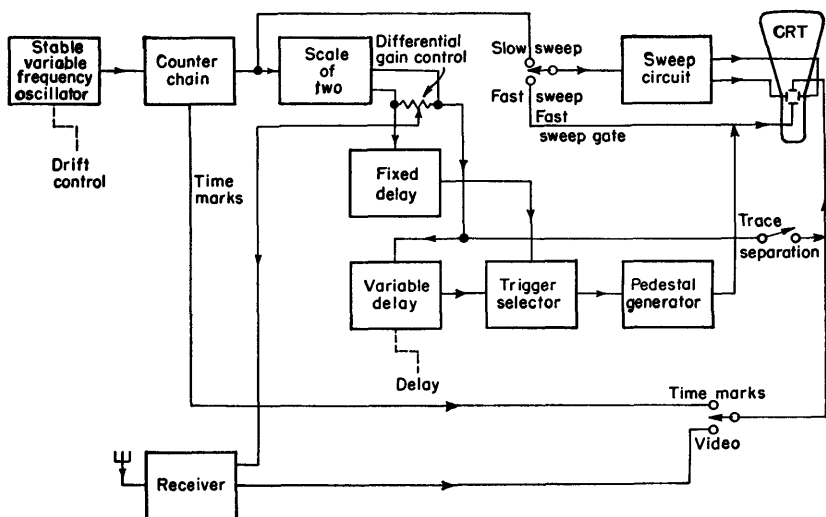 Stable
variable
frequency
oscillator
Drift
control
Counter
chain
Time
marks
Scale
of
two
Differential
gain control
Slow sweep
Fast sweep
Fast
sweep gate
Sweep
circuit
CRT
Fixed
delay
Variable
delay
Delay
Trigger
selector
Pedestal
generator
Trace
separation
Time marks
Video
Receiver